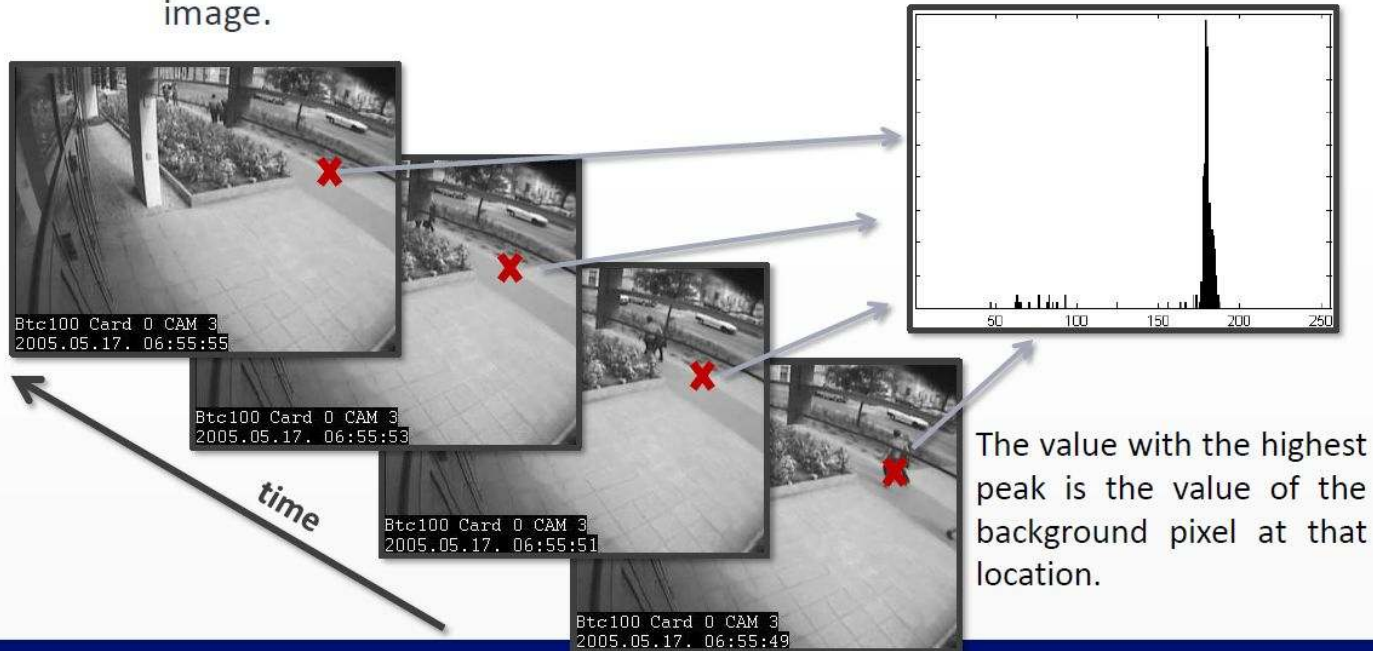 image.
50 100 150 200 250
Btc100 Card 0 CAM 3
2005.05.17. 06:55:55
Btc100 Card 0 CAM 3
2005.05.17. 06:55:53
Btc100 Card 0 CAM 3
2005.05.17. 06:55:51
Btc100 Card 0 CAM 3
2005.05.17. 06:55:49
time
The value with the highest
peak is the value of the
background pixel at that
location.